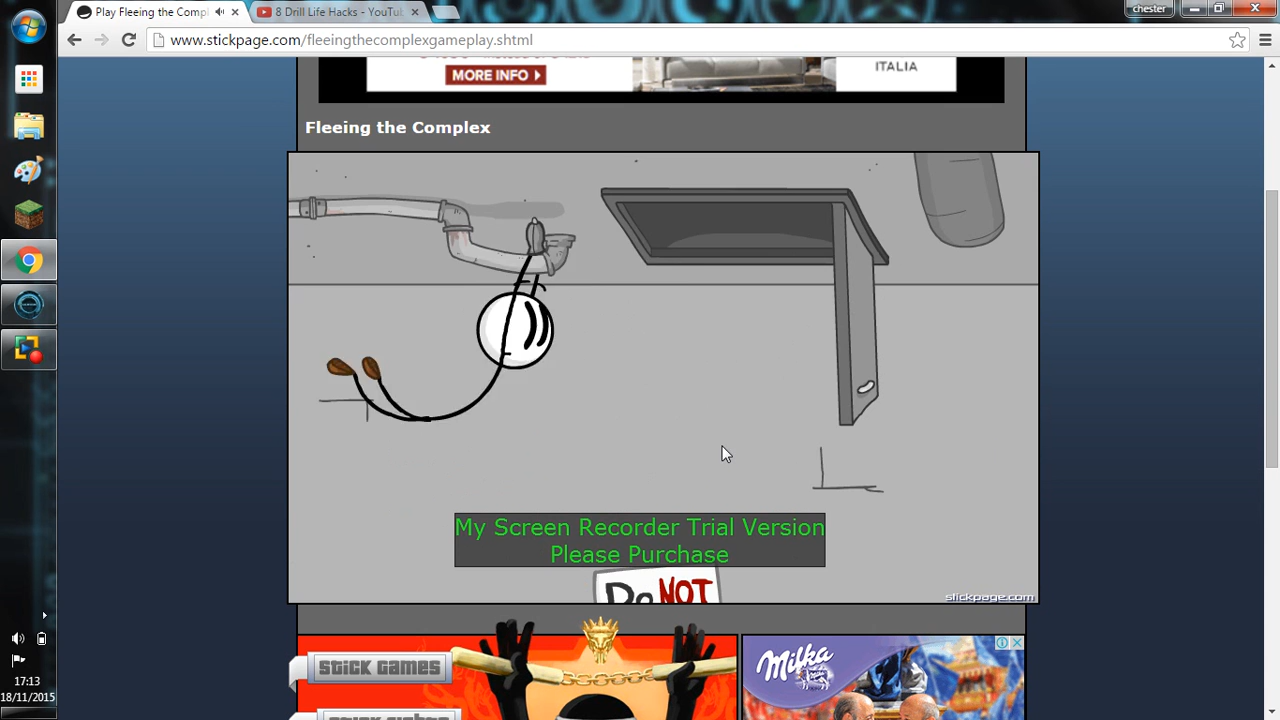 Play Fleeing the Compl
8 Drill Life Hacks - YouTub
chester
www.stickpage.com/fleeingthecomplexgameplay.shtml
MORE INFO
ITALIA
Fleeing the Complex
My Screen Recorder Trial Version
Please Purchase
Do NOT
stickpage.com
STICK GAMES
Milka
17:13
18/11/2015